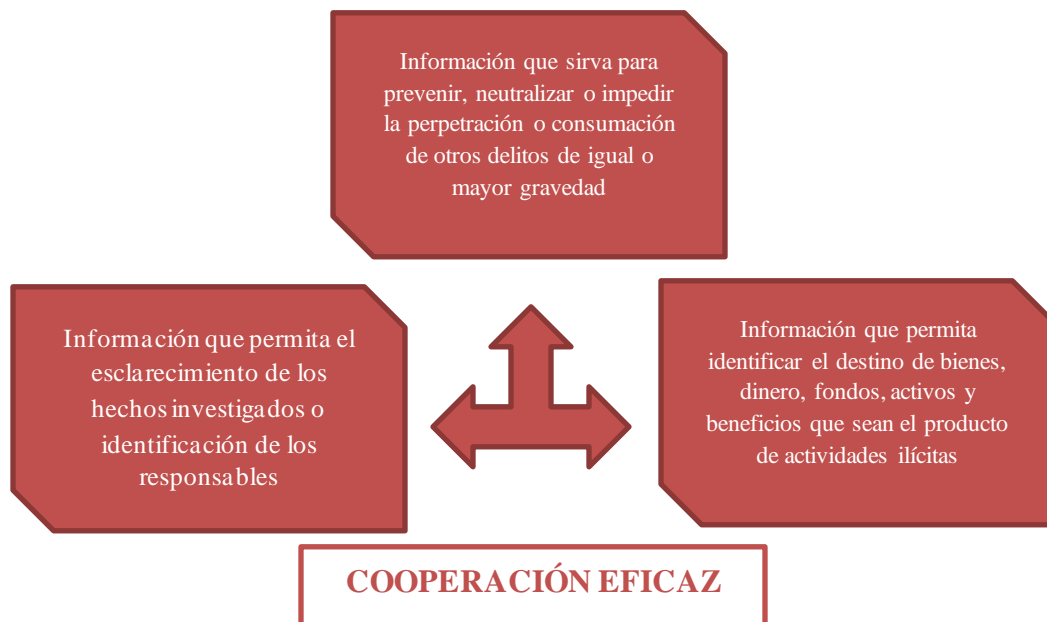 Información que sirva para
prevenir, neutralizar o impedir
la perpetración o consumación
de otros delitos de igual o
mayor gravedad
Información que permita el
esclarecimiento de los
hechos investigados o
identificación de los
responsables
Información que permita
identificar el destino de bienes,
dinero, fondos, activos y
beneficios que sean el producto
de actividades ilícitas
COOPERACIÓN EFICAZ